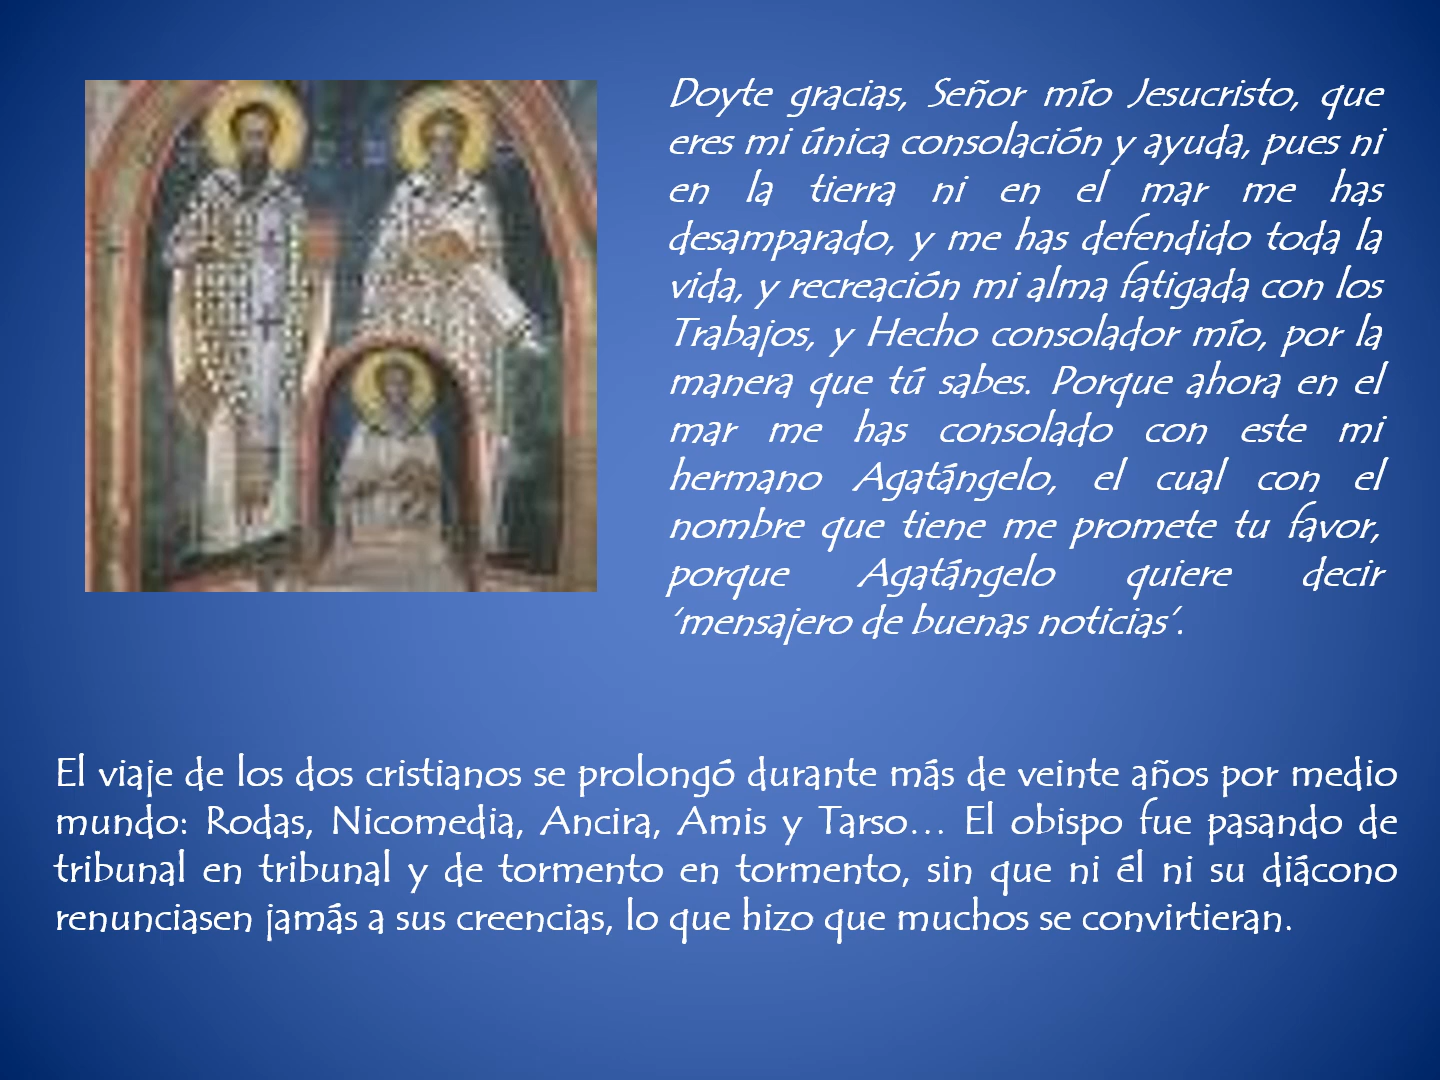 Doyte gracias, Señor mío Jesucristo, que
eres mi única consolación y ayuda, pues ni
en la tierra ni en el mar me has
desamparado, y me has defendido toda la
vida, y recreación mi alma fatigada con los
Trabajos, y Hecho consolador mío, por la
manera que tú sabes. Porque ahora en el
mar me has consolado con este mi
hermano Agatángelo, el cual con el
nombre que tiene me promete tu favor,
porque Agatángelo quiere decir
‘mensajero de buenas noticias’.
El viaje de los dos cristianos se prolongó durante más de veinte años por medio
mundo: Rodas, Nicomedia, Ancira, Amis y Tarso… El obispo fue pasando de
tribunal en tribunal y de tormento en tormento, sin que ni él ni su diácono
renunciasen jamás a sus creencias, lo que hizo que muchos se convirtieran.